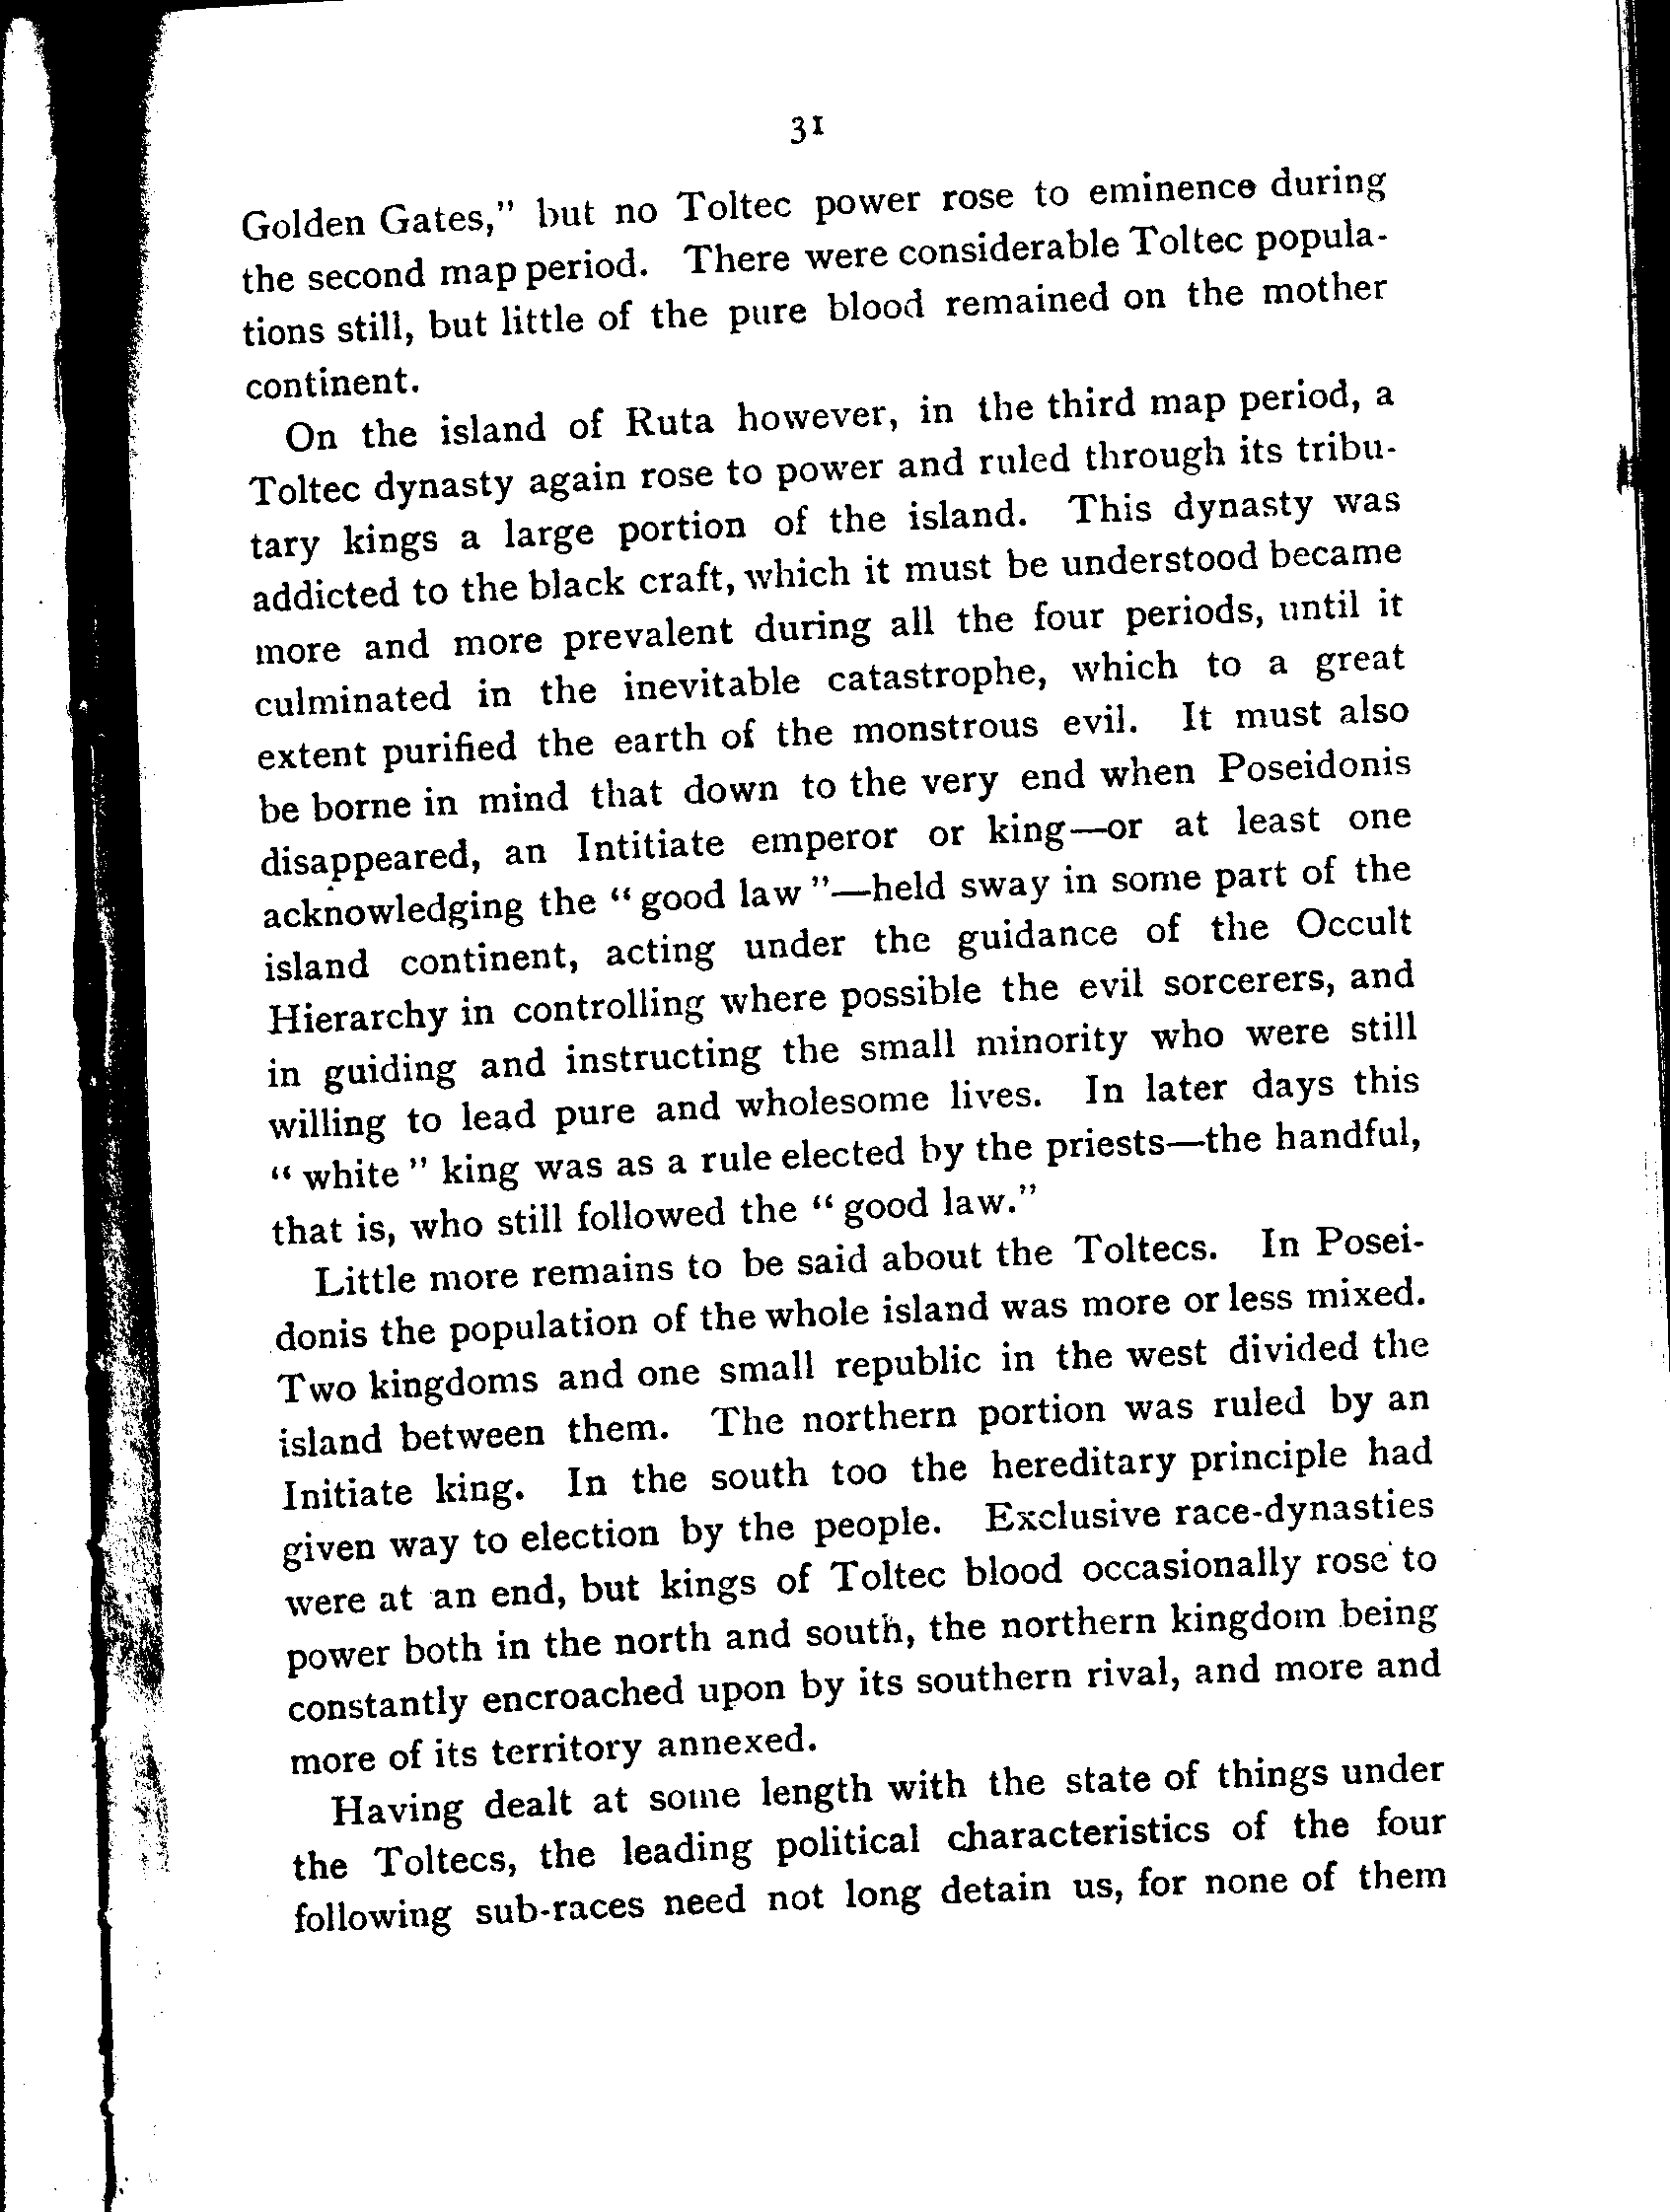 31
Golden Gates,” but no Toltec power rose to eminence during
the second map period. There were considerable Toltec popula-
tions still, but little of the pure blood remained on the mother
continent.
On the island of Ruta however, in the third map period, a
Toltec dynasty again rose to power and ruled through its tribu-
tary kings a large portion of the island. This dynasty was
addicted to the black craft, which it must be understood became
more and more prevalent during all the four periods, until it
culminated in the inevitable catastrophe, which to a great
extent purified the earth of the monstrous evil. It must also
be borne in mind that down to the very end when Poseidonis
disappeared, an Intitiate emperor or king—or at least one
acknowledging the “ good law ”—held sway in some part of the
island continent, acting under the guidance of the Occult
Hierarchy in controlling where possible the evil sorcerers, and
in guiding and instructing the small minority who were still
willing to lead pure and wholesome lives. In later days this
“ white ” king was as a rule elected by the priests—the handful,
that is, who still followed the “ good law.”
Little more remains to be said about the Toltecs. In Posei-
donis the population of the whole island was more or less mixed.
Two kingdoms and one small republic in the west divided the
island between them. The northern portion was ruled by an
Initiate king. In the south too the hereditary principle had
given way to election by the people. Exclusive race-dynasties
were at an end, but kings of Toltec blood occasionally rose to
power both in the north and south, the northern kingdom being
constantly encroached upon by its southern rival, and more and
more of its territory annexed.
Having dealt at some length with the state of things under
the Toltecs, the leading political characteristics of the four
following sub-races need not long detain us, for none of them